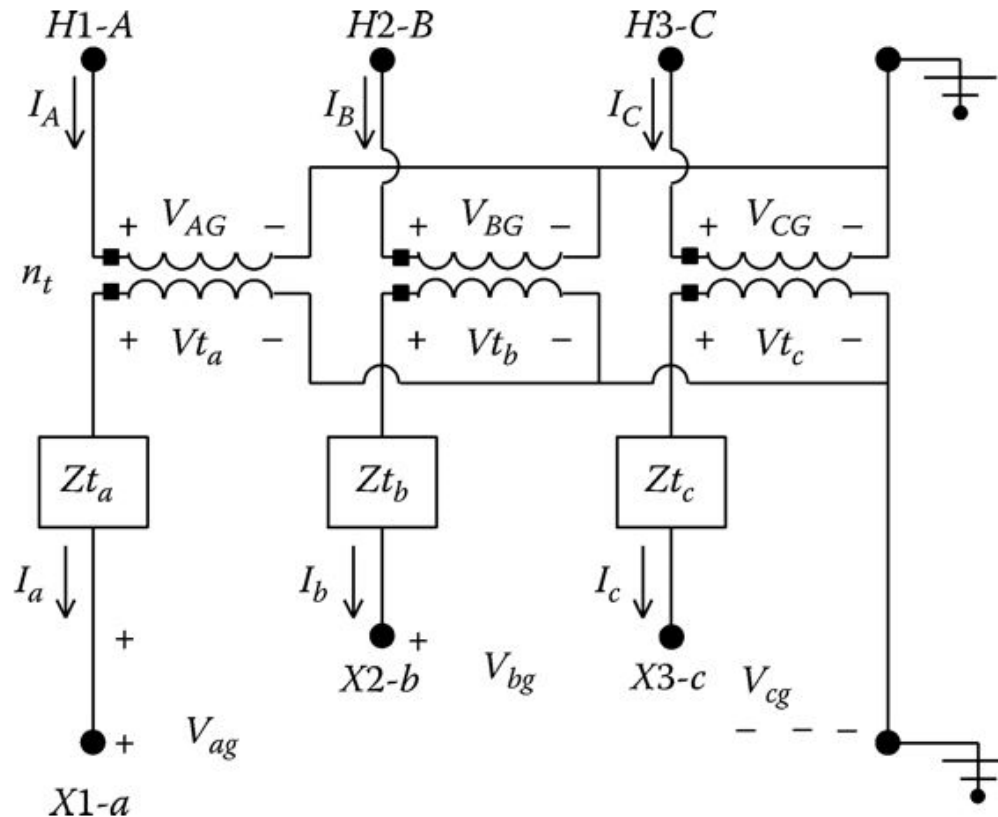 H1-A H2-B H3-C
I_A I_B I_C
+ V_AG − + V_BG − + V_CG −
n_t
+ Vt_a − + Vt_b − + Vt_c −
Zt_a Zt_b Zt_c
I_a I_b I_c
+ +
X2-b V_bg X3-c V_cg
+ V_ag − − −
X1-a